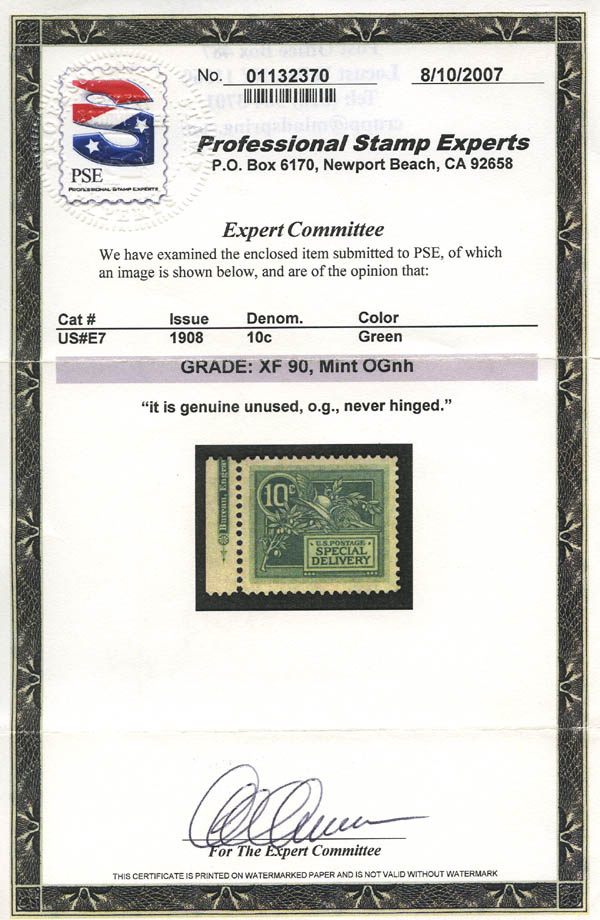 No. 01132370 8/10/2007
PSE
PROFESSIONAL STAMP EXPERTS
Professional Stamp Experts
P.O. Box 6170, Newport Beach, CA 92658
Expert Committee
We have examined the enclosed item submitted to PSE, of which
an image is shown below, and are of the opinion that:
Cat # Issue Denom. Color
US#E7 1908 10c Green
GRADE: XF 90, Mint OGnh
“it is genuine unused, o.g., never hinged.”
Bureau, Engra
10c
U.S. POSTAGE
SPECIAL
DELIVERY
For The Expert Committee
THIS CERTIFICATE IS PRINTED ON WATERMARKED PAPER AND IS NOT VALID WITHOUT WATERMARK